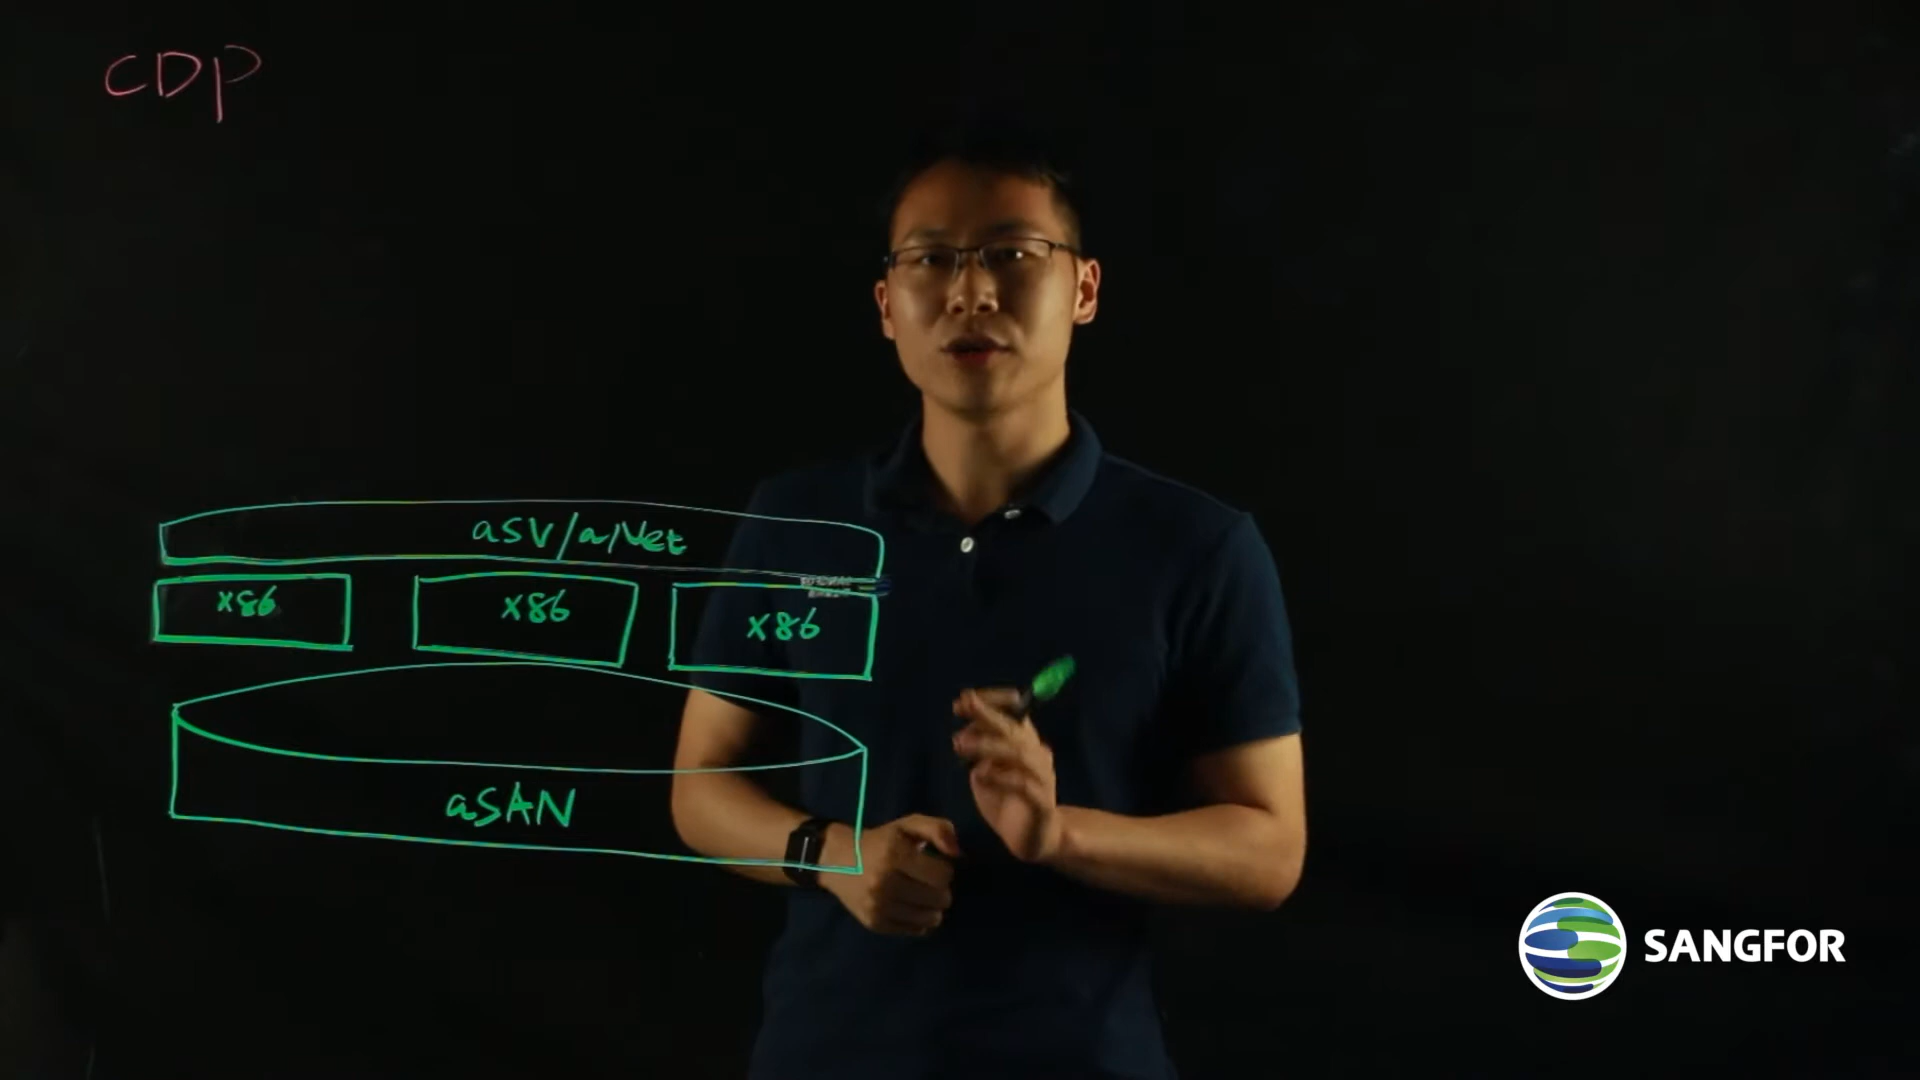 CDP
aSV/aNet
x86
x86
x86
aSAN
SANGFOR